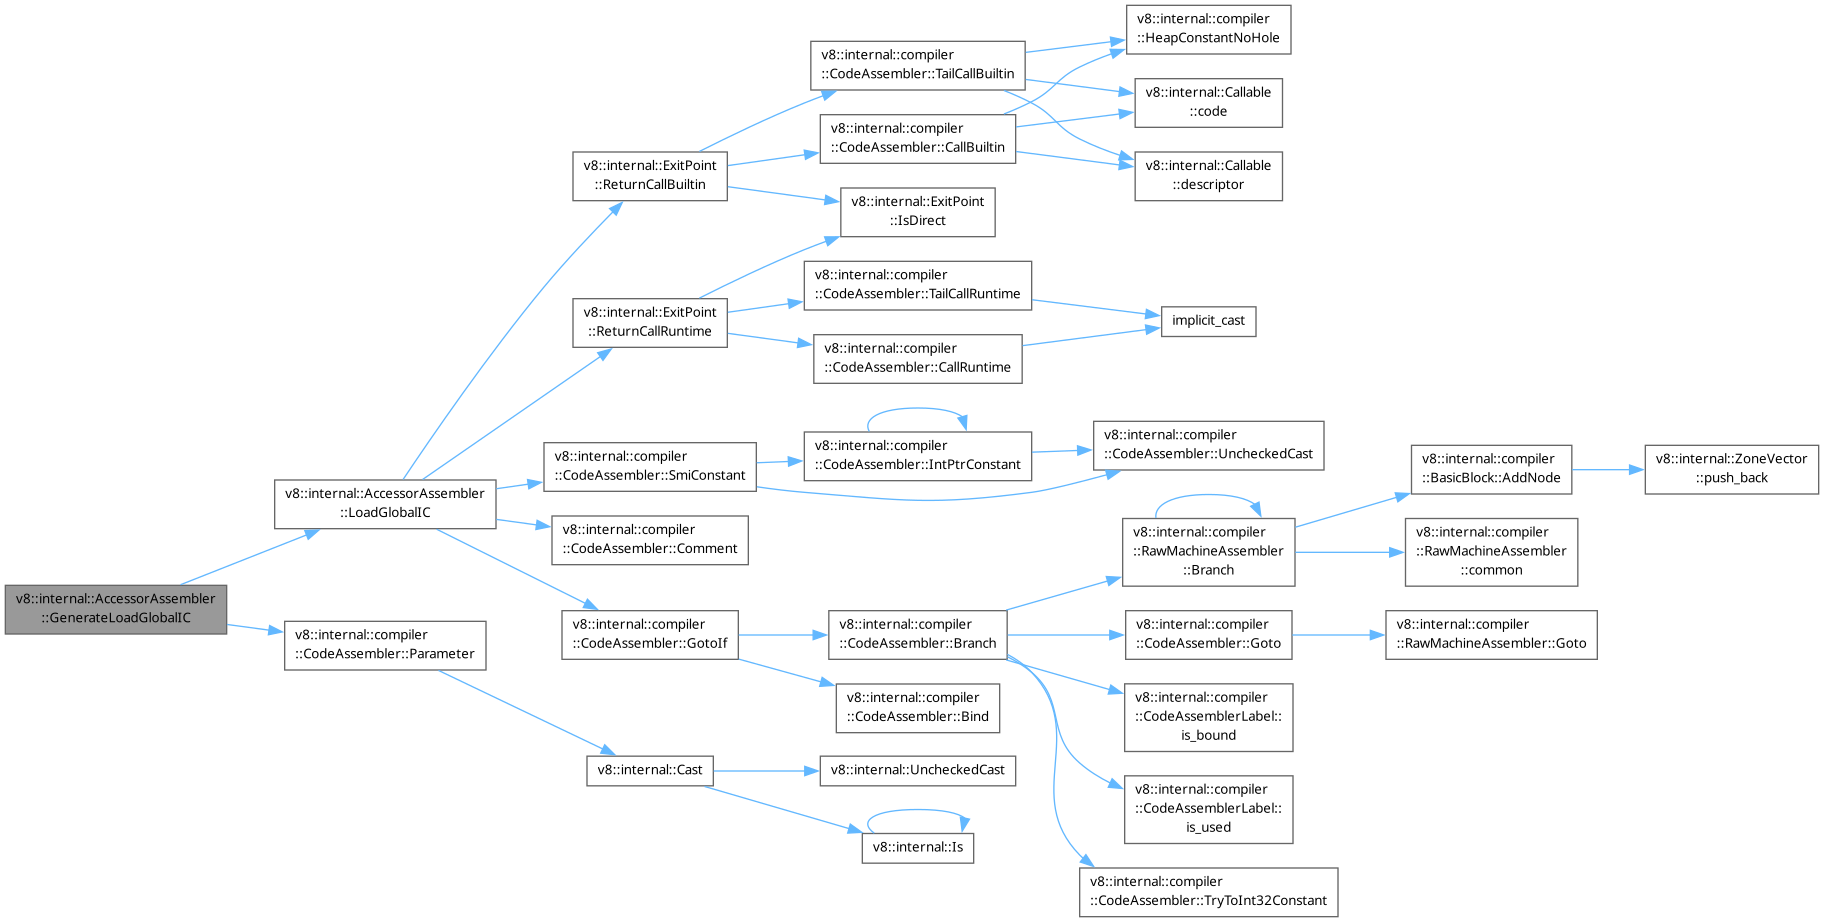 v8::internal::compiler
::HeapConstantNoHole
v8::internal::compiler
::CodeAssembler::TailCallBuiltin
v8::internal::Callable
::code
v8::internal::compiler
::CodeAssembler::CallBuiltin
v8::internal::ExitPoint
::ReturnCallBuiltin
v8::internal::Callable
::descriptor
v8::internal::ExitPoint
::IsDirect
v8::internal::compiler
::CodeAssembler::TailCallRuntime
v8::internal::ExitPoint
::ReturnCallRuntime
implicit_cast
v8::internal::compiler
::CodeAssembler::CallRuntime
v8::internal::compiler
::CodeAssembler::UncheckedCast
v8::internal::compiler
::CodeAssembler::IntPtrConstant
v8::internal::compiler
::CodeAssembler::SmiConstant
v8::internal::compiler
::BasicBlock::AddNode
v8::internal::ZoneVector
::push_back
v8::internal::AccessorAssembler
::LoadGlobalIC
v8::internal::compiler
::CodeAssembler::Comment
v8::internal::compiler
::RawMachineAssembler
::Branch
v8::internal::compiler
::RawMachineAssembler
::common
v8::internal::AccessorAssembler
::GenerateLoadGlobalIC
v8::internal::compiler
::CodeAssembler::Parameter
v8::internal::compiler
::CodeAssembler::GotoIf
v8::internal::compiler
::CodeAssembler::Branch
v8::internal::compiler
::CodeAssembler::Goto
v8::internal::compiler
::RawMachineAssembler::Goto
v8::internal::compiler
::CodeAssembler::Bind
v8::internal::compiler
::CodeAssemblerLabel::
is_bound
v8::internal::Cast
v8::internal::UncheckedCast
v8::internal::compiler
::CodeAssemblerLabel::
is_used
v8::internal::Is
v8::internal::compiler
::CodeAssembler::TryToInt32Constant